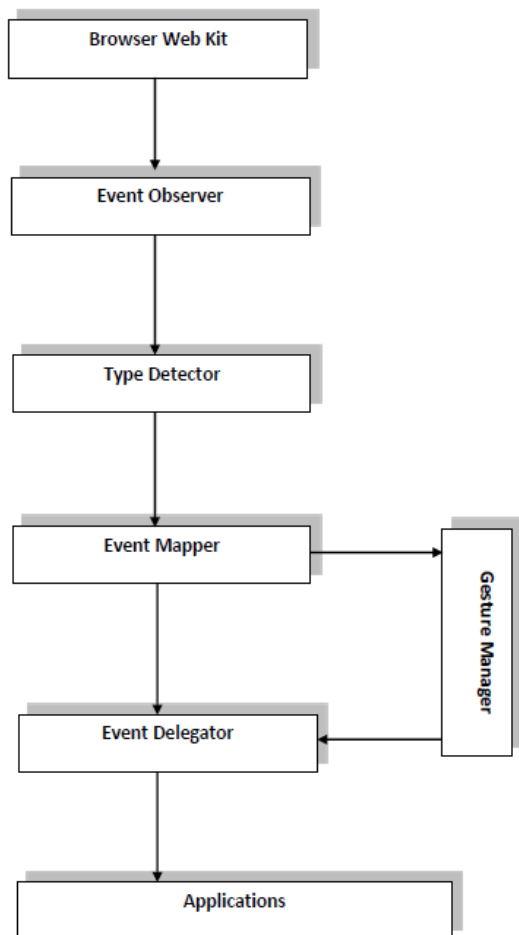 Browser Web Kit
Event Observer
Type Detector
Event Mapper
Gesture Manager
Event Delegator
Applications